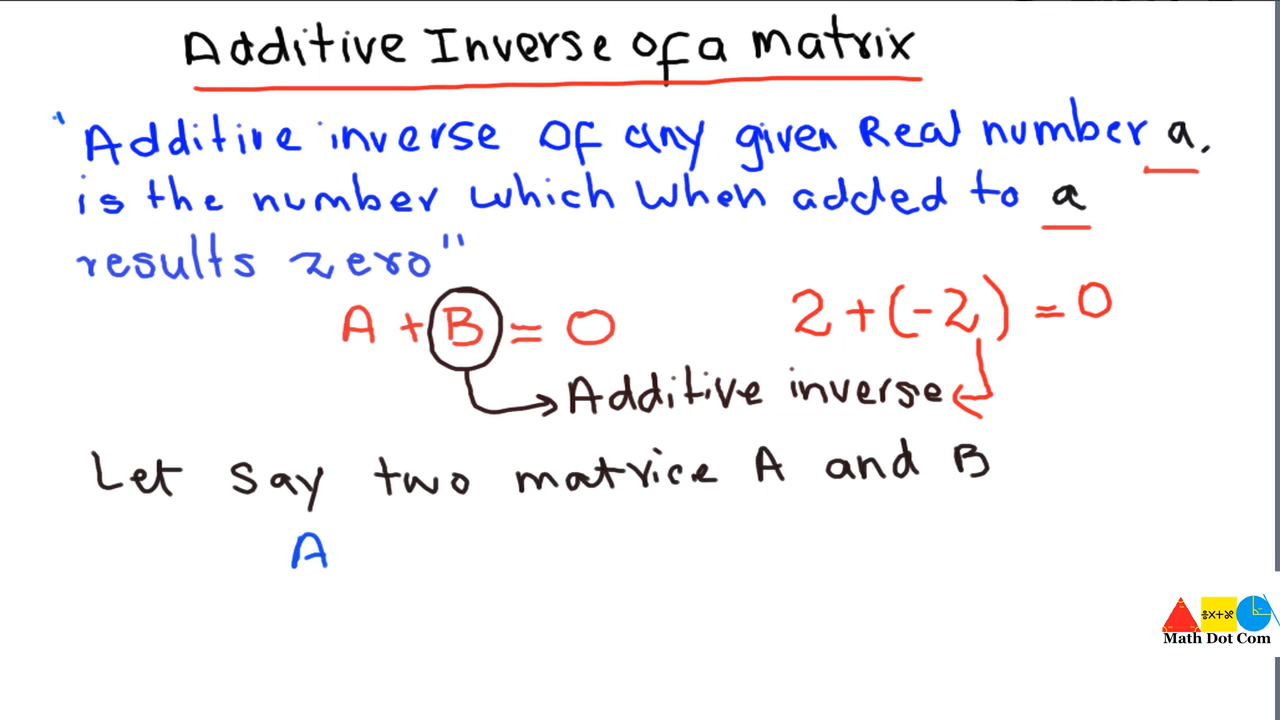 Additive Inverse of a matrix
" Additive inverse of any given Real number a,
is the number which when added to a
results zero"
A + B = 0
2 + (-2) = 0
Additive inverse
Let say two matrice A and B
A
Math Dot Com